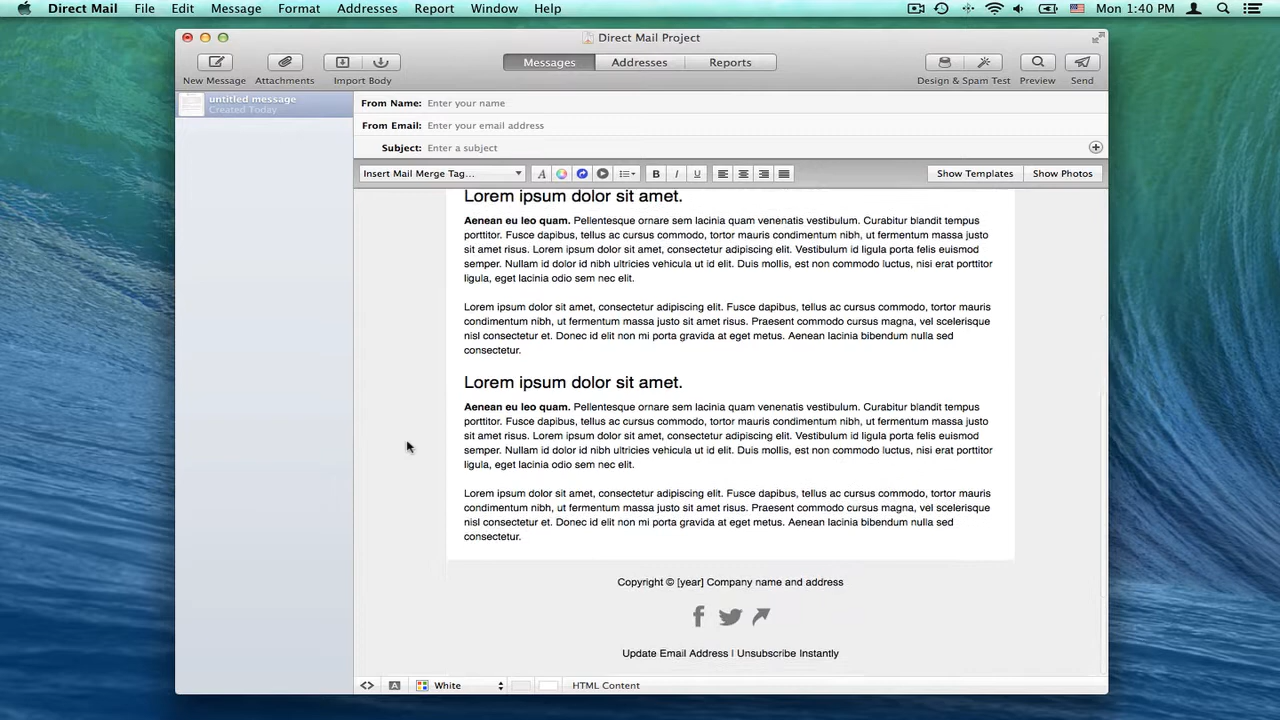 Direct Mail File Edit Message Format Addresses Report Window Help Mon 1:40 PM
Direct Mail Project
Messages Addresses Reports
New Message Attachments Import Body Design & Spam Test Preview Send
untitled message
Created Today
From Name: Enter your name
From Email: Enter your email address
Subject: Enter a subject
Insert Mail Merge Tag... A B I U Show Templates Show Photos
Lorem ipsum dolor sit amet.
Aenean eu leo quam. Pellentesque ornare sem lacinia quam venenatis vestibulum. Curabitur blandit tempus
porttitor. Fusce dapibus, tellus ac cursus commodo, tortor mauris condimentum nibh, ut fermentum massa justo
sit amet risus. Lorem ipsum dolor sit amet, consectetur adipiscing elit. Vestibulum id ligula porta felis euismod
semper. Nullam id dolor id nibh ultricies vehicula ut id elit. Duis mollis, est non commodo luctus, nisi erat porttitor
ligula, eget lacinia odio sem nec elit.
Lorem ipsum dolor sit amet, consectetur adipiscing elit. Fusce dapibus, tellus ac cursus commodo, tortor mauris
condimentum nibh, ut fermentum massa justo sit amet risus. Praesent commodo cursus magna, vel scelerisque
nisl consectetur et. Donec id elit non mi porta gravida at eget metus. Aenean lacinia bibendum nulla sed
consectetur.
Lorem ipsum dolor sit amet.
Aenean eu leo quam. Pellentesque ornare sem lacinia quam venenatis vestibulum. Curabitur blandit tempus
porttitor. Fusce dapibus, tellus ac cursus commodo, tortor mauris condimentum nibh, ut fermentum massa justo
sit amet risus. Lorem ipsum dolor sit amet, consectetur adipiscing elit. Vestibulum id ligula porta felis euismod
semper. Nullam id dolor id nibh ultricies vehicula ut id elit. Duis mollis, est non commodo luctus, nisi erat porttitor
ligula, eget lacinia odio sem nec elit.
Lorem ipsum dolor sit amet, consectetur adipiscing elit. Fusce dapibus, tellus ac cursus commodo, tortor mauris
condimentum nibh, ut fermentum massa justo sit amet risus. Praesent commodo cursus magna, vel scelerisque
nisl consectetur et. Donec id elit non mi porta gravida at eget metus. Aenean lacinia bibendum nulla sed
consectetur.
Copyright © [year] Company name and address
Update Email Address | Unsubscribe Instantly
A White HTML Content